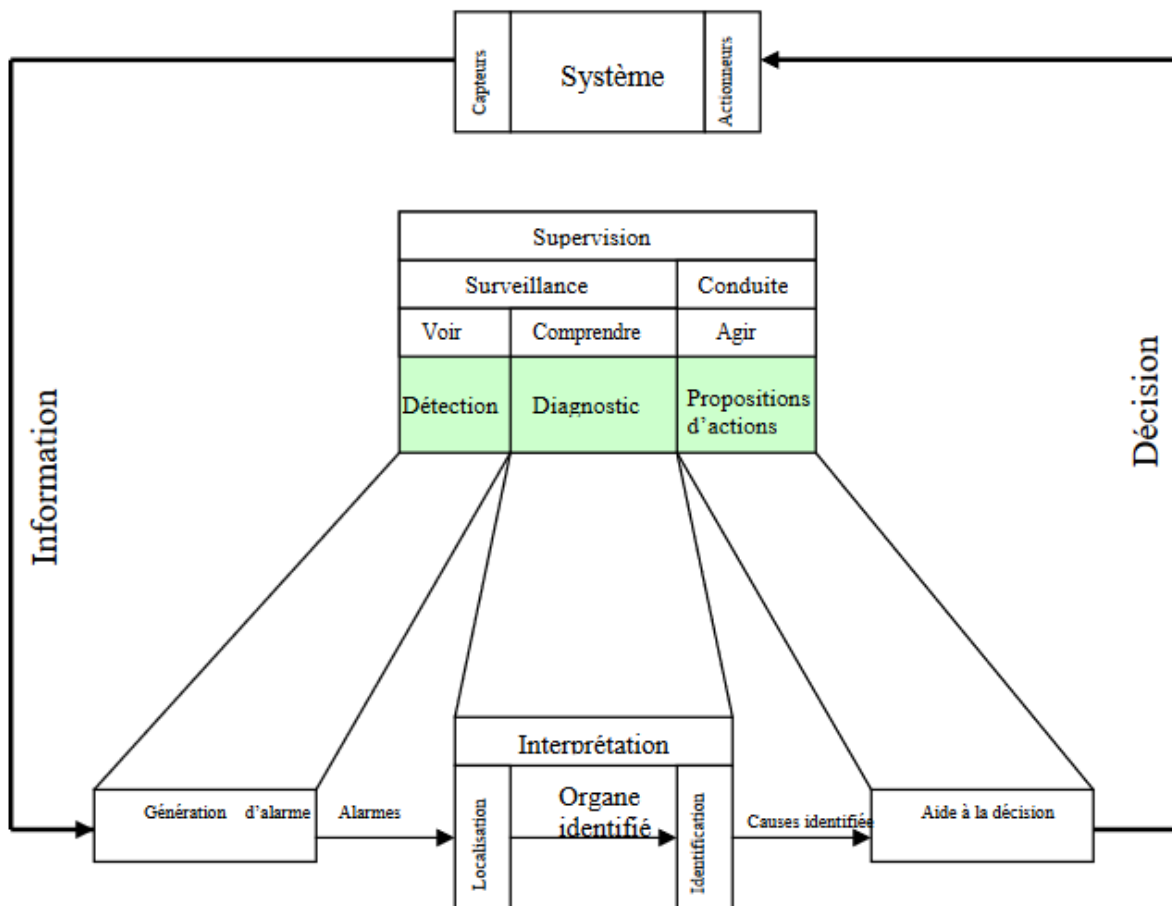 Capteurs
Système
Actionneurs
Supervision
Surveillance
Conduite
Voir
Comprendre
Agir
Détection
Diagnostic
Propositions
d’actions
Information
Décision
Interprétation
Génération d’alarme
Alarmes
Localisation
Organe
identifié
Identification
Causes identifiée
Aide à la décision